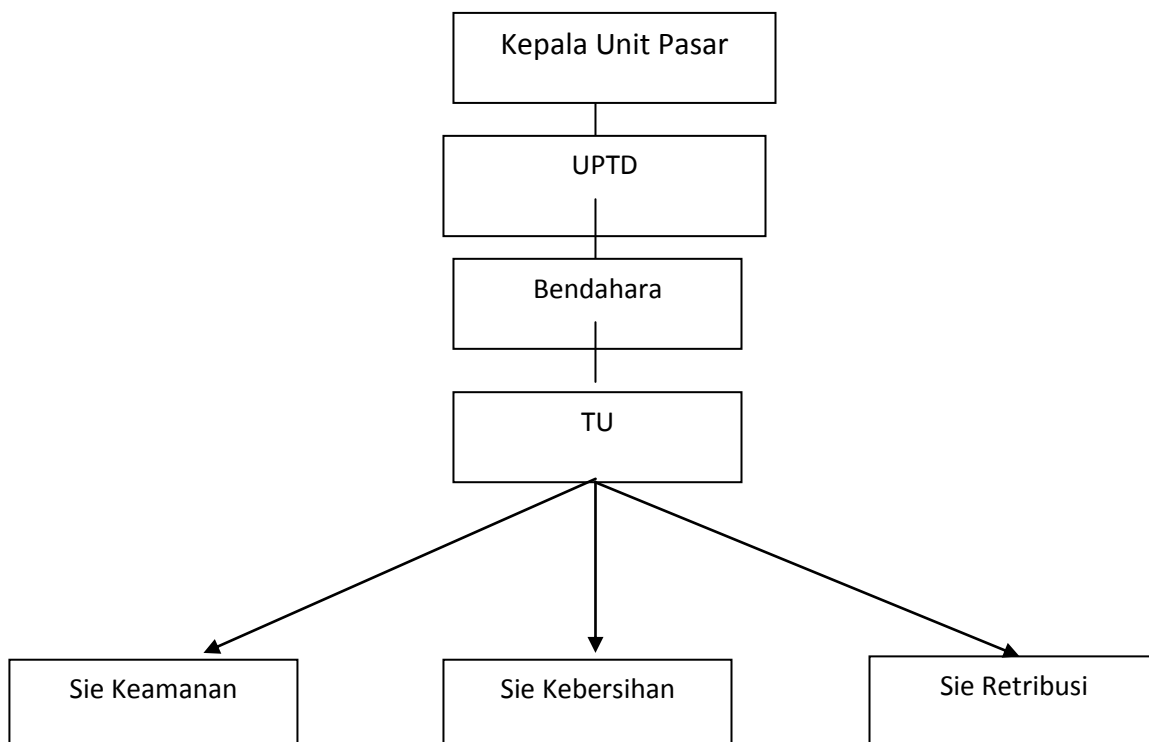 Kepala Unit Pasar
UPTD
Bendahara
TU
Sie Keamanan
Sie Kebersihan
Sie Retribusi